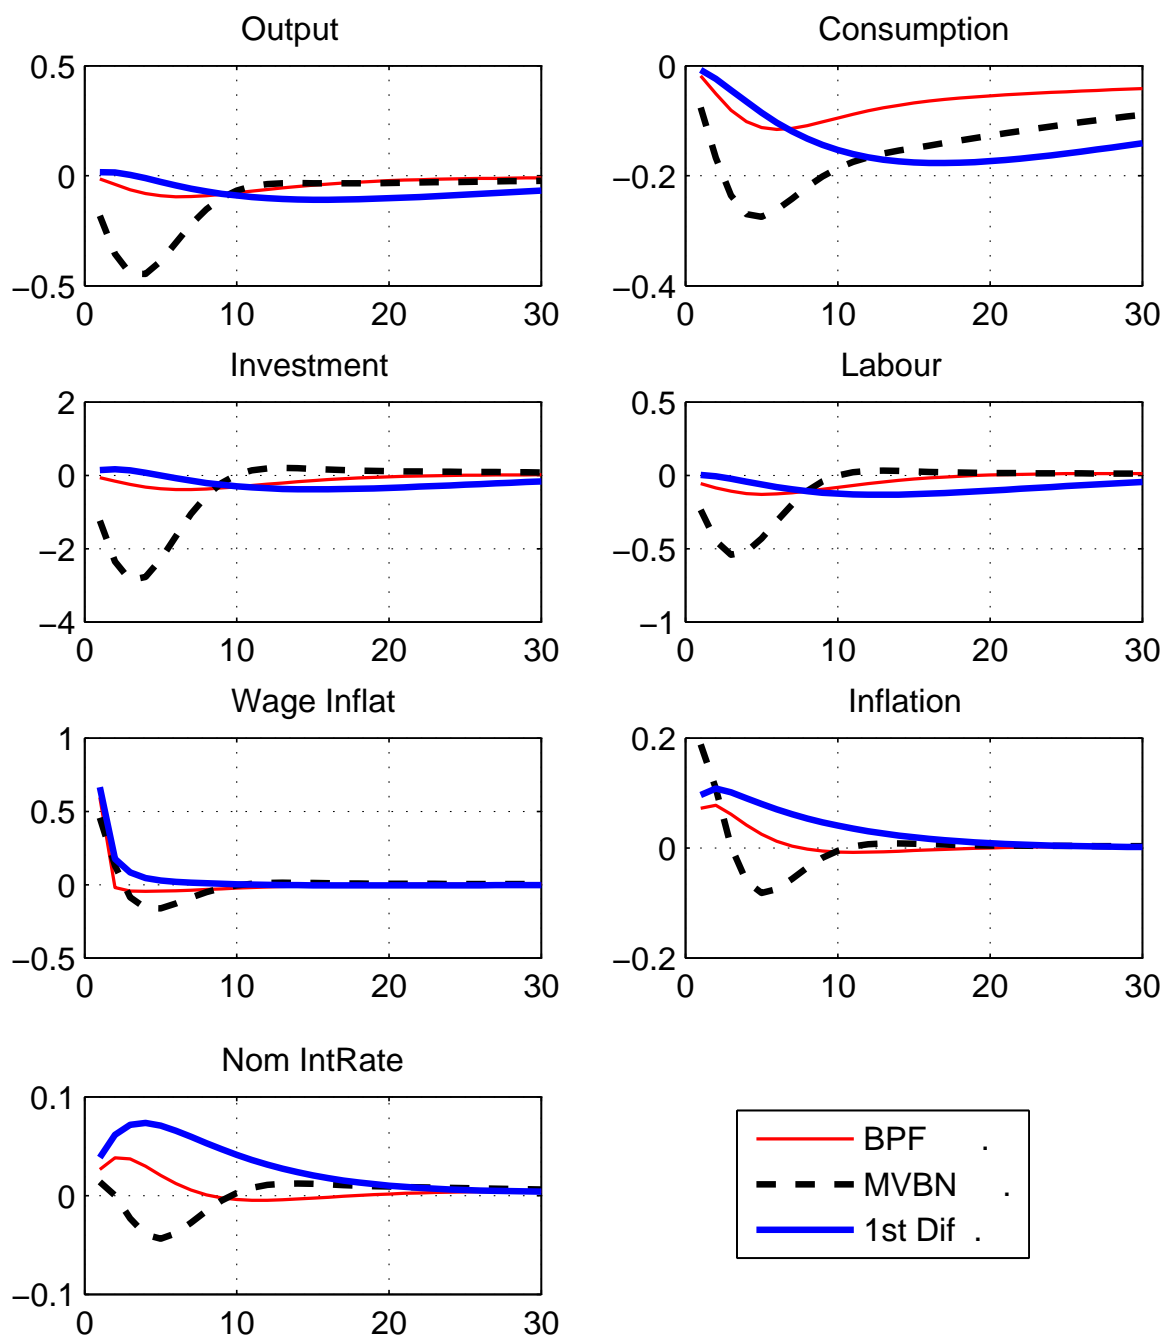 Output
Consumption
0.5
0
−0.5
0 10 20 30
0
−0.2
−0.4
0 10 20 30
Investment
Labour
2
0
−2
−4
0 10 20 30
0.5
0
−0.5
−1
0 10 20 30
Wage Inflat
Inflation
1
0.5
0
−0.5
0 10 20 30
0.2
0
−0.2
0 10 20 30
Nom IntRate
0.1
0
−0.1
0 10 20 30
BPF .
MVBN .
1st Dif .